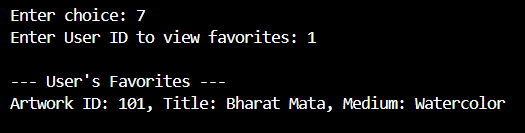 Enter choice: 7
Enter User ID to view favorites: 1
--- User's Favorites ---
Artwork ID: 101, Title: Bharat Mata, Medium: Watercolor